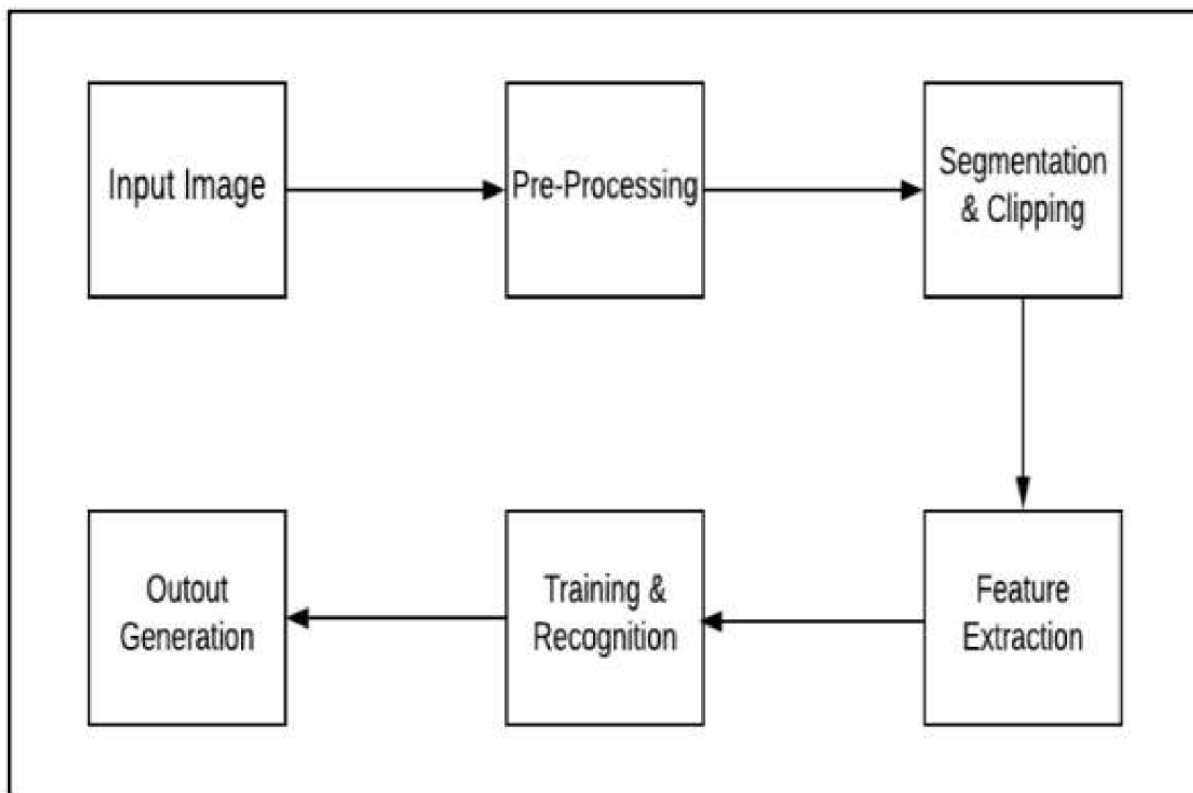 Input Image
Pre-Processing
Segmentation
& Clipping
Feature
Extraction
Training &
Recognition
Outout
Generation